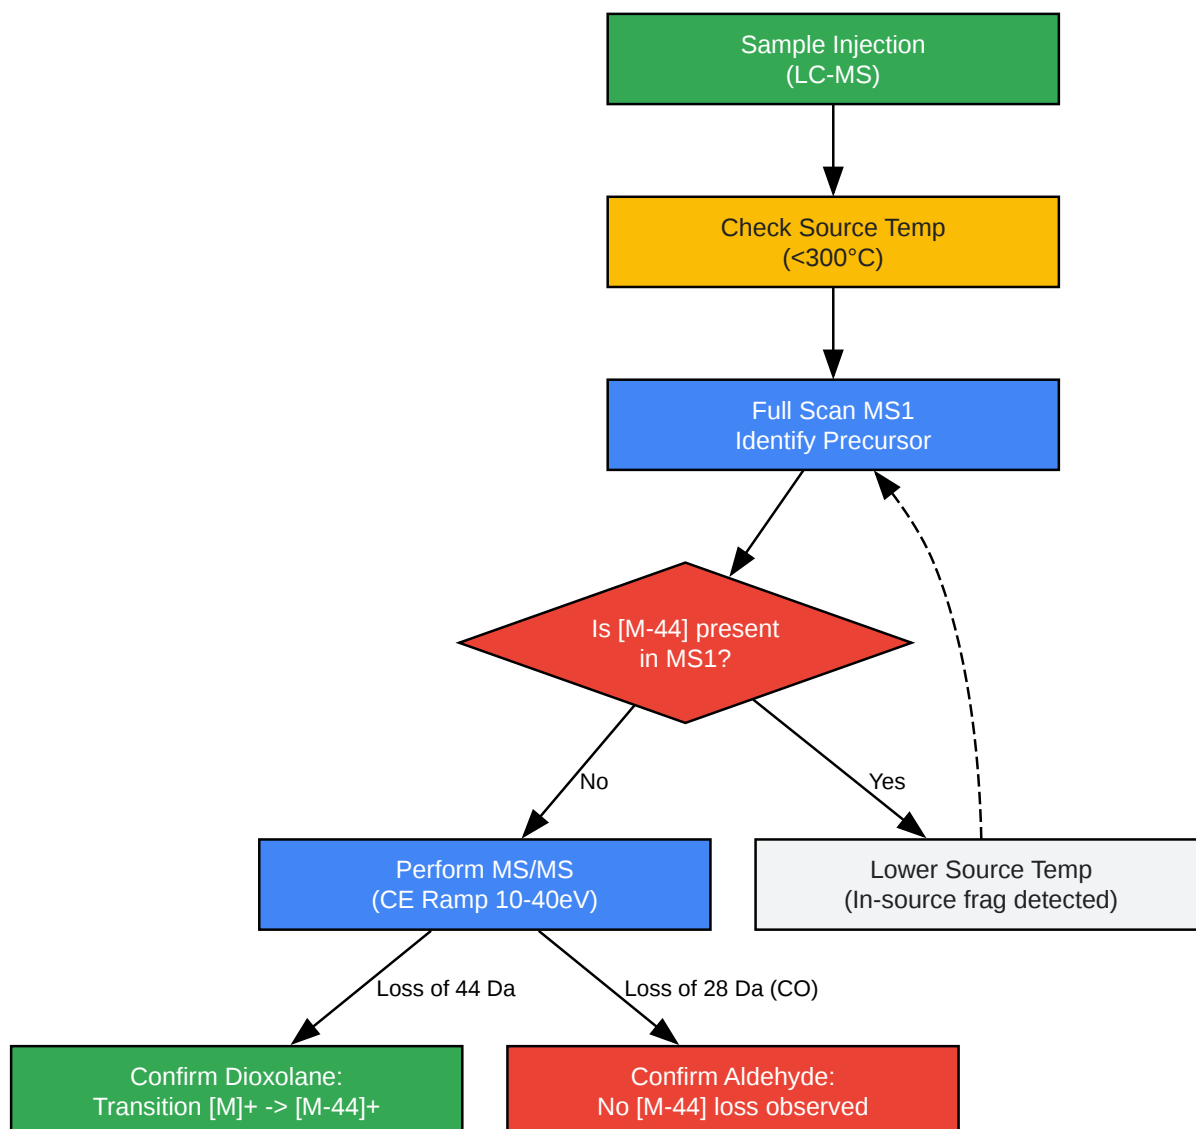 Sample Injection
(LC-MS)
Check Source Temp
(<300°C)
Full Scan MS1
Identify Precursor
Is [M-44] present
in MS1?
No
Yes
Perform MS/MS
(CE Ramp 10-40eV)
Lower Source Temp
(In-source frag detected)
Loss of 44 Da
Loss of 28 Da (CO)
Confirm Dioxolane:
Transition [M]+ -> [M-44]+
Confirm Aldehyde:
No [M-44] loss observed